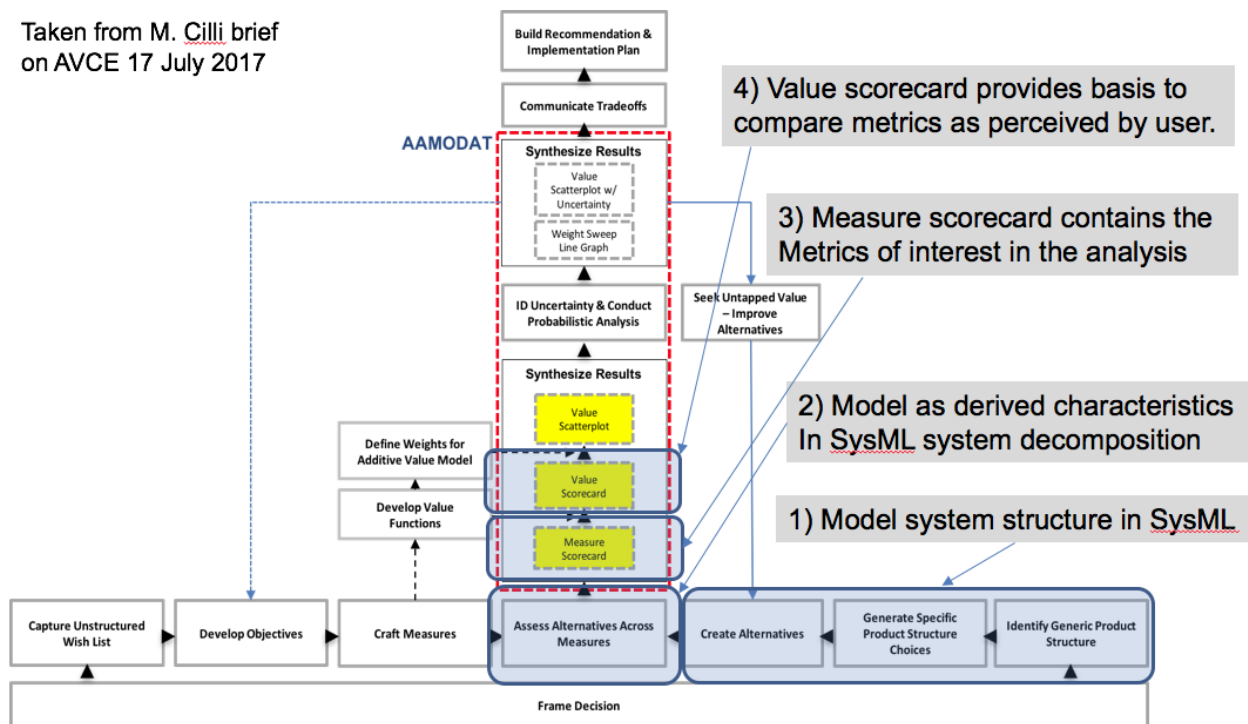 Taken from M. Cilli brief
on AVCE 17 July 2017
Build Recommendation &
Implementation Plan
Communicate Tradeoffs
AAMODAT
Synthesize Results
Value
Scatterplot w/
Uncertainty
Weight Sweep
Line Graph
ID Uncertainty & Conduct
Probabilistic Analysis
Seek Untapped Value
– Improve
Alternatives
Synthesize Results
Value
Scatterplot
Define Weights for
Additive Value Model
Value
Scorecard
Develop Value
Functions
Measure
Scorecard
4) Value scorecard provides basis to
compare metrics as perceived by user.
3) Measure scorecard contains the
Metrics of interest in the analysis
2) Model as derived characteristics
In SysML system decomposition
1) Model system structure in SysML
Capture Unstructured
Wish List
Develop Objectives
Craft Measures
Assess Alternatives Across
Measures
Create Alternatives
Generate Specific
Product Structure
Choices
Identify Generic Product
Structure
Frame Decision